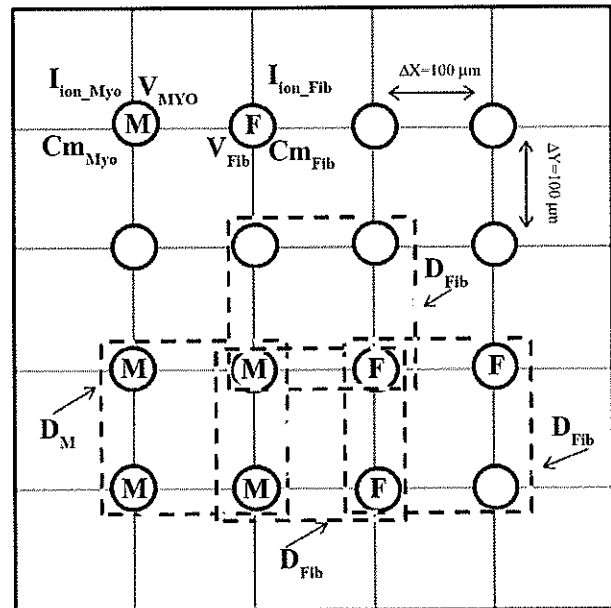 I_ion_Myo V_MYO I_ion_Fib ΔX=100 μm
M F
Cm_Myo V_Fib Cm_Fib
ΔY=100 μm
D_Fib
M M F F
D_M D_Fib
M M F
D_Fib